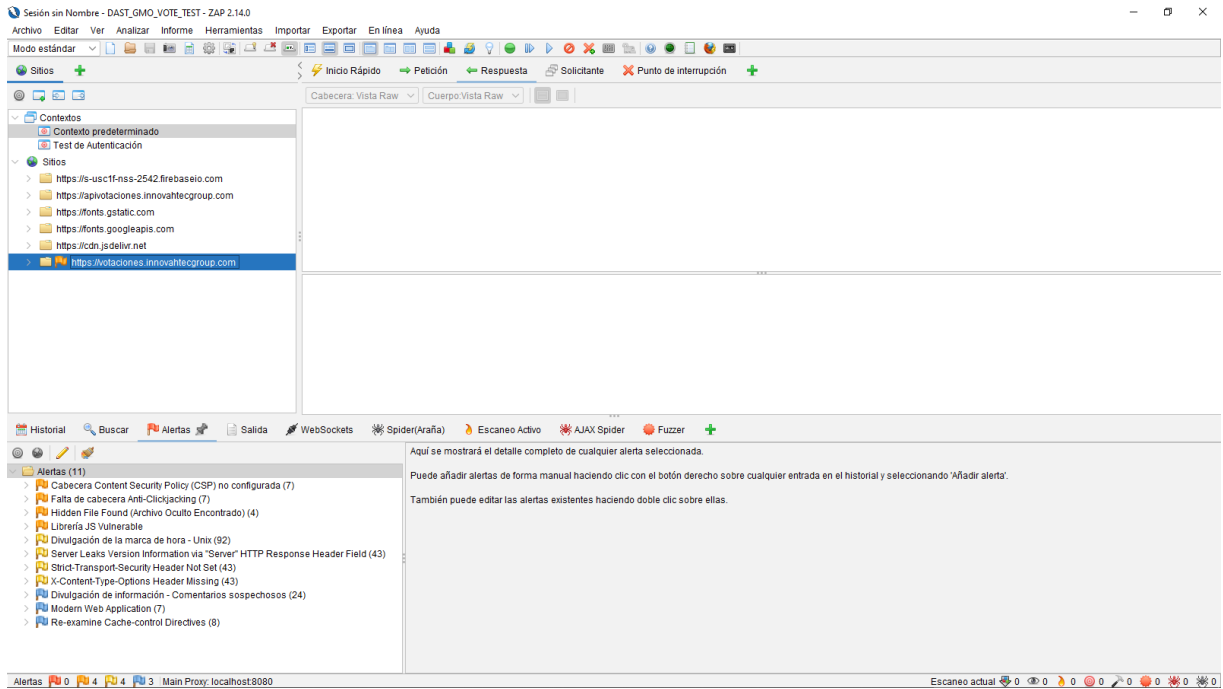 Sesión sin Nombre - DAST_GMO_VOTE_TEST - ZAP 2.14.0
Archivo Editar Ver Analizar Informe Herramientas Importar Exportar En línea Ayuda
Modo estándar
Sitios
Inicio Rápido Petición Respuesta Solicitante Punto de interrupción
Cabecera: Vista Raw Cuerpo:Vista Raw
Contextos
Contexto predeterminado
Test de Autenticación
Sitios
https://s-usc1f-nss-2542.firebaseio.com
https://apivotaciones.innovahtecgroup.com
https://fonts.gstatic.com
https://fonts.googleapis.com
https://cdn.jsdelivr.net
https://votaciones.innovahtecgroup.com
Historial Buscar Alertas Salida WebSockets Spider(Araña) Escaneo Activo AJAX Spider Fuzzer
Alertas (11)
Cabecera Content Security Policy (CSP) no configurada (7)
Falta de cabecera Anti-Clickjacking (7)
Hidden File Found (Archivo Oculto Encontrado) (4)
Librería JS Vulnerable
Divulgación de la marca de hora - Unix (92)
Server Leaks Version Information via "Server" HTTP Response Header Field (43)
Strict-Transport-Security Header Not Set (43)
X-Content-Type-Options Header Missing (43)
Divulgación de información - Comentarios sospechosos (24)
Modern Web Application (7)
Re-examine Cache-control Directives (8)
Aquí se mostrará el detalle completo de cualquier alerta seleccionada.
Puede añadir alertas de forma manual haciendo clic con el botón derecho sobre cualquier entrada en el historial y seleccionando 'Añadir alerta'.
También puede editar las alertas existentes haciendo doble clic sobre ellas.
Alertas 0 4 4 3 Main Proxy: localhost:8080
Escaneo actual 0 0 0 0 0 0 0 0